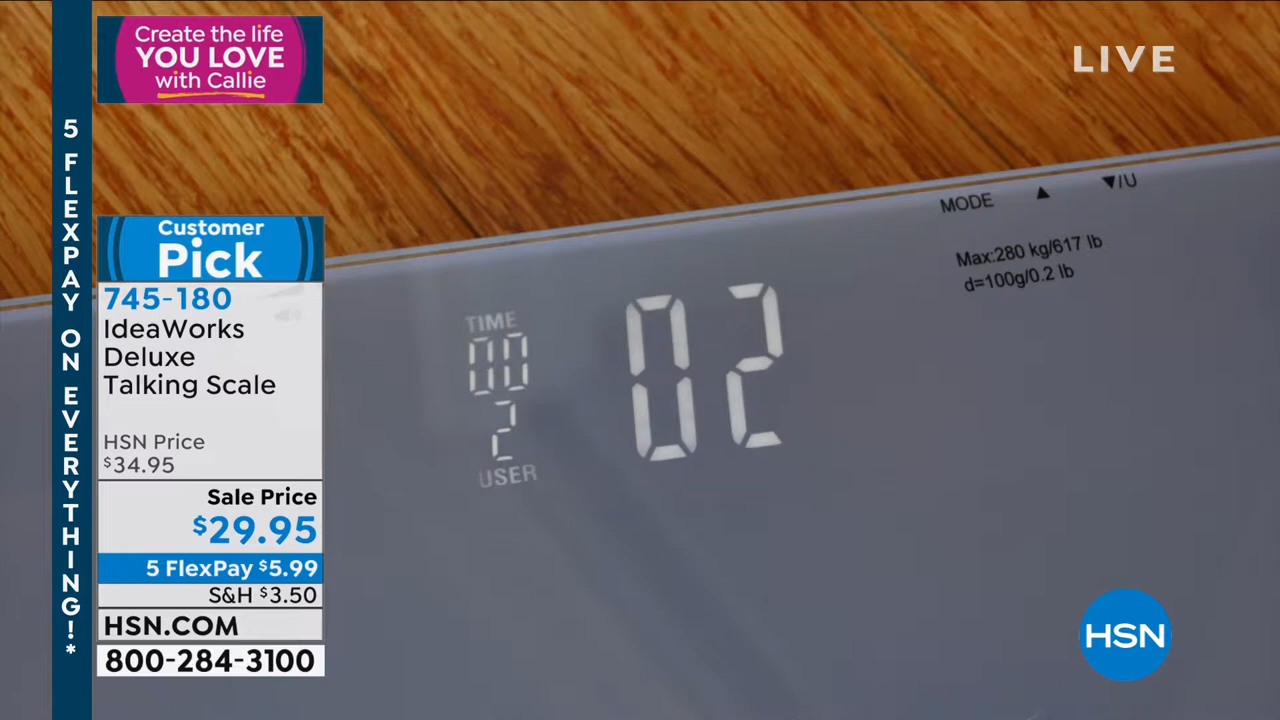 Create the life
YOU LOVE
with Callie
LIVE
5 FLEXPAY ON EVERYTHING!*
Customer
Pick
745-180
IdeaWorks
Deluxe
Talking Scale
HSN Price
$34.95
Sale Price
$29.95
5 FlexPay $5.99
S&H $3.50
HSN.COM
800-284-3100
MODE ▲ ▼/U
Max:280 kg/617 lb
d=100g/0.2 lb
TIME
00
02
2
USER
HSN